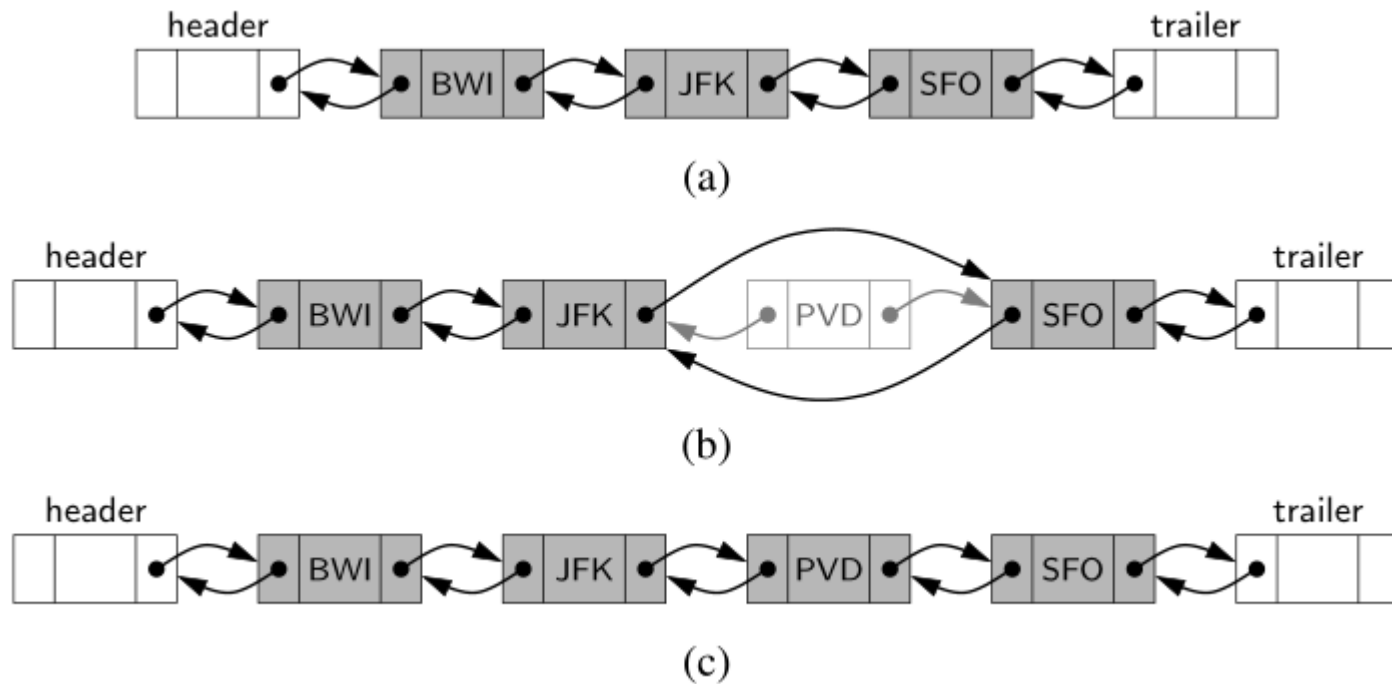 header trailer
BWI JFK SFO
(a)
header trailer
BWI JFK PVD SFO
(b)
header trailer
BWI JFK PVD SFO
(c)